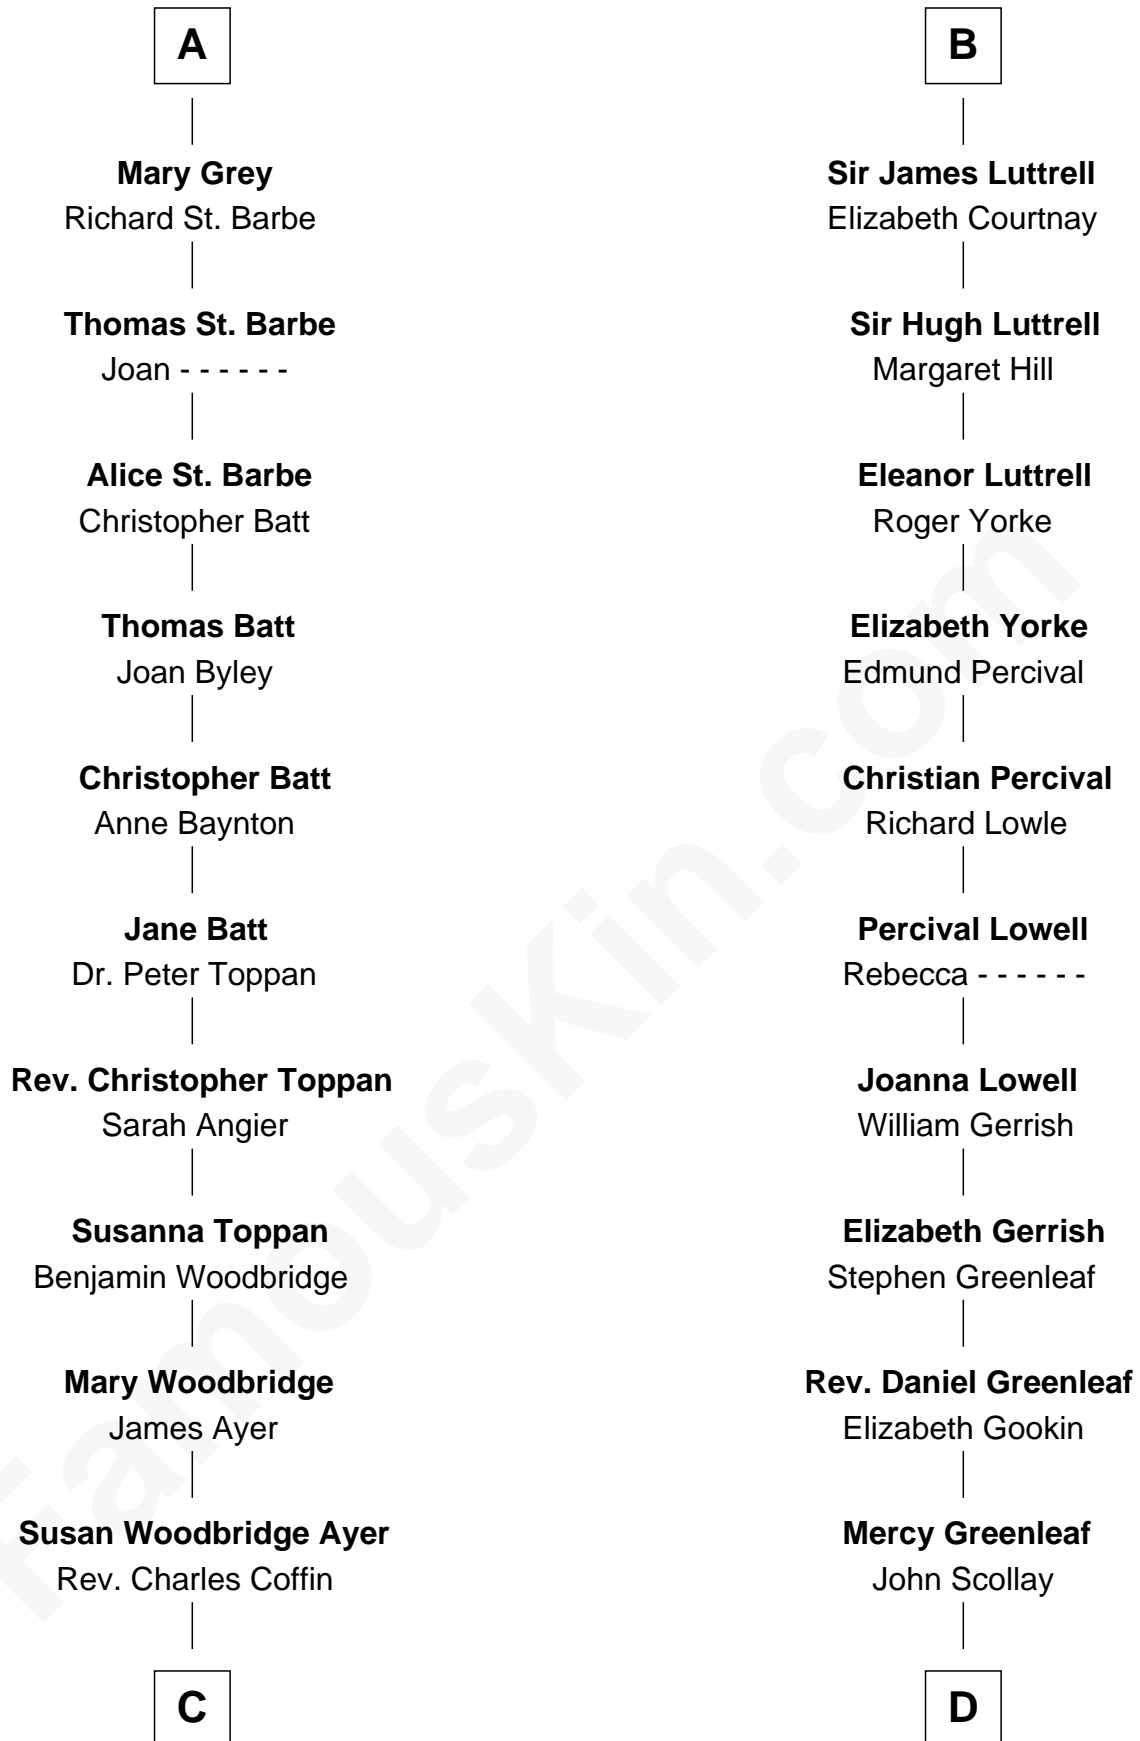 A
Mary Grey
Richard St. Barbe
Thomas St. Barbe
Joan - - - - - -
Alice St. Barbe
Christopher Batt
Thomas Batt
Joan Byley
Christopher Batt
Anne Baynton
Jane Batt
Dr. Peter Toppan
Rev. Christopher Toppan
Sarah Angier
Susanna Toppan
Benjamin Woodbridge
Mary Woodbridge
James Ayer
Susan Woodbridge Ayer
Rev. Charles Coffin
C
B
Sir James Luttrell
Elizabeth Courtnay
Sir Hugh Luttrell
Margaret Hill
Eleanor Luttrell
Roger Yorke
Elizabeth Yorke
Edmund Percival
Christian Percival
Richard Lowle
Percival Lowell
Rebecca - - - - - -
Joanna Lowell
William Gerrish
Elizabeth Gerrish
Stephen Greenleaf
Rev. Daniel Greenleaf
Elizabeth Gookin
Mercy Greenleaf
John Scollay
D
FamousKin.com